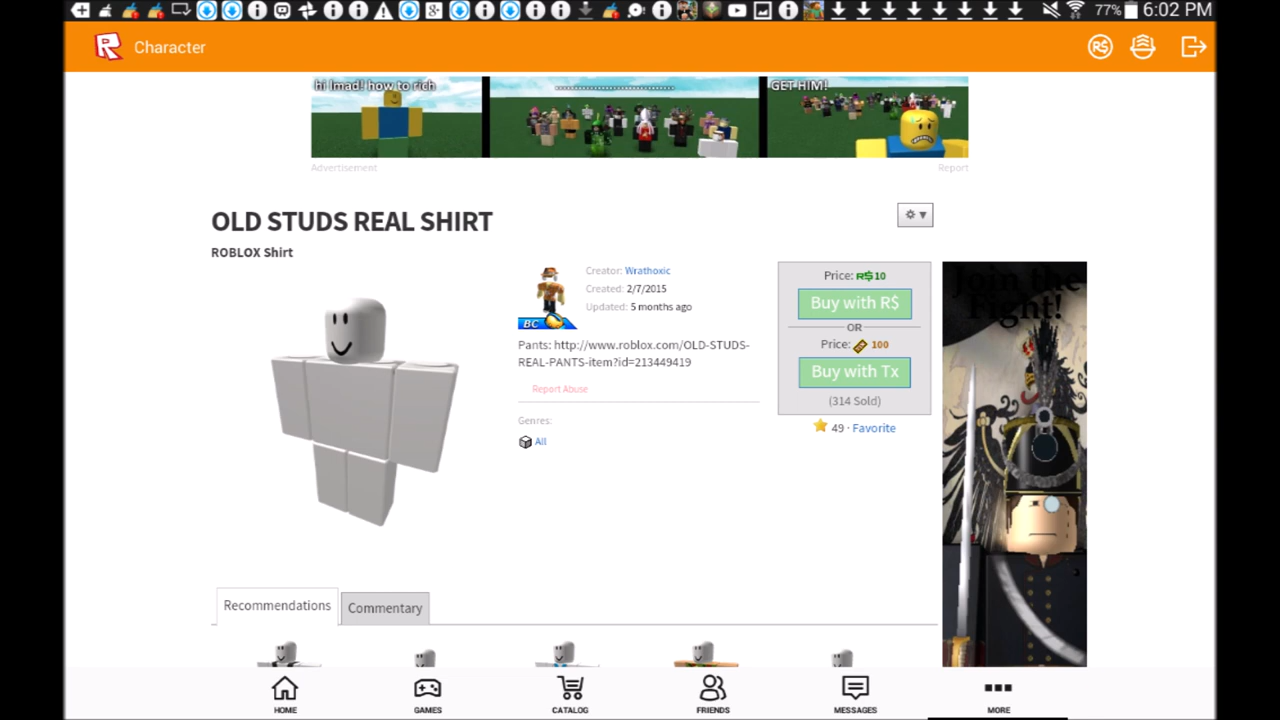 77% 6:02 PM
Character
hi lmad! how to rich
GET HIM!
Advertisement
Report
OLD STUDS REAL SHIRT
ROBLOX Shirt
Creator: Wrathoxic
Created: 2/7/2015
Updated: 5 months ago
BC
Pants: http://www.roblox.com/OLD-STUDS-
REAL-PANTS-item?id=213449419
Report Abuse
Genres:
All
Price: R$10
Buy with R$
OR
Price: 100
Buy with Tx
(314 Sold)
49 · Favorite
Join the
fight!
Recommendations
Commentary
HOME
GAMES
CATALOG
FRIENDS
MESSAGES
MORE